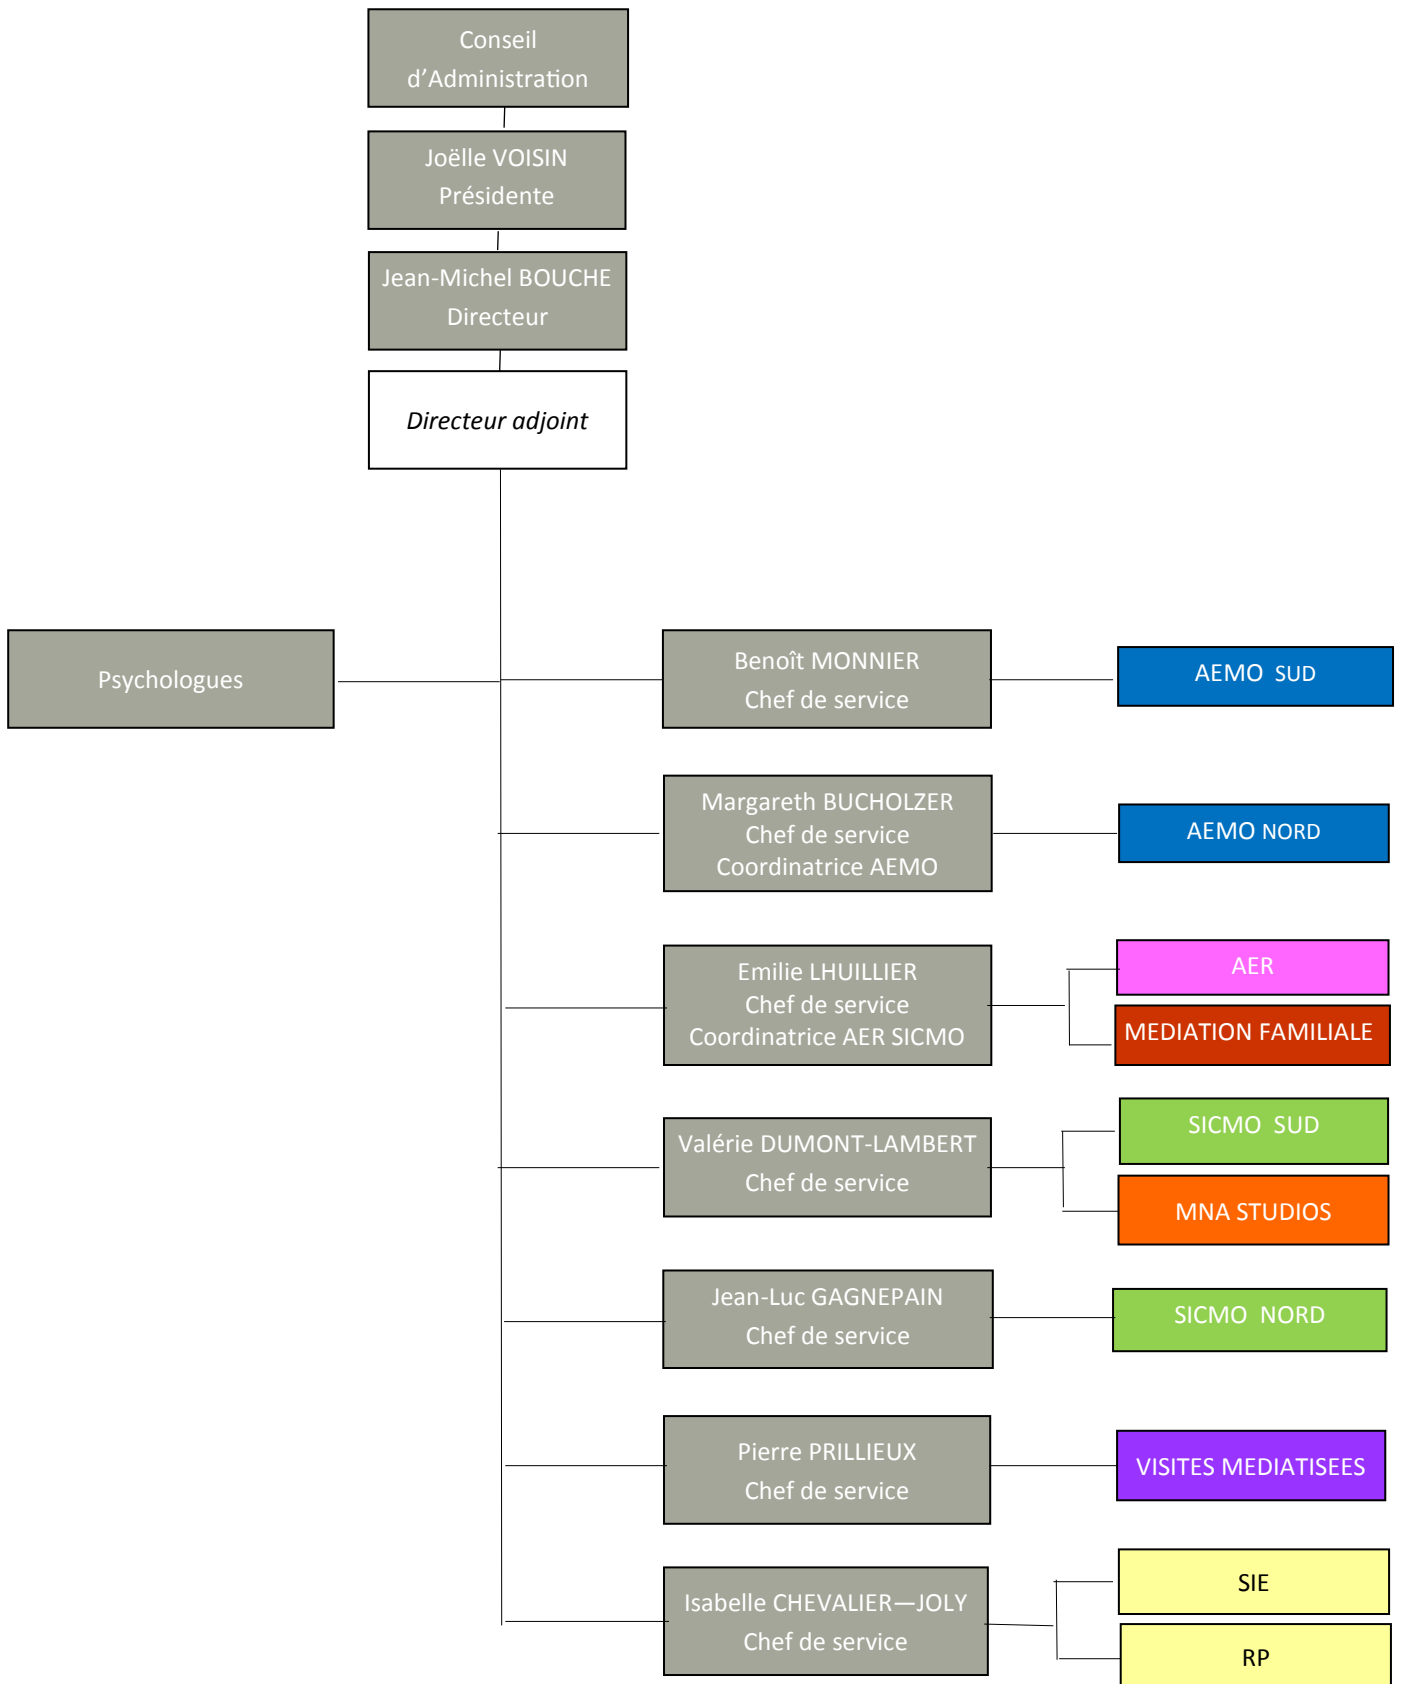 Conseil
d’Administration
Joëlle VOISIN
Présidente
Jean-Michel BOUCHE
Directeur
Directeur adjoint
Psychologues
Benoît MONNIER
Chef de service
AEMO SUD
Margareth BUCHOLZER
Chef de service
Coordinatrice AEMO
AEMO NORD
Emilie LHUILLIER
Chef de service
Coordinatrice AER SICMO
AER
MEDIATION FAMILIALE
Valérie DUMONT-LAMBERT
Chef de service
SICMO SUD
MNA STUDIOS
Jean-Luc GAGNEPAIN
Chef de service
SICMO NORD
Pierre PRILLIEUX
Chef de service
VISITES MEDIATISEES
Isabelle CHEVALIER—JOLY
Chef de service
SIE
RP